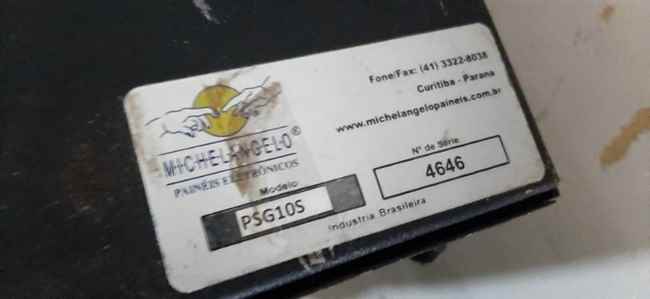 MICHELANGELO®
PAINÉIS ELETRÔNICOS
Fone/Fax: (41) 3322-8038
Curitiba - Parana
www.michelangelopaineis.com.br
Modelo
PSG10S
Nº de Série
4646
Industria Brasileira